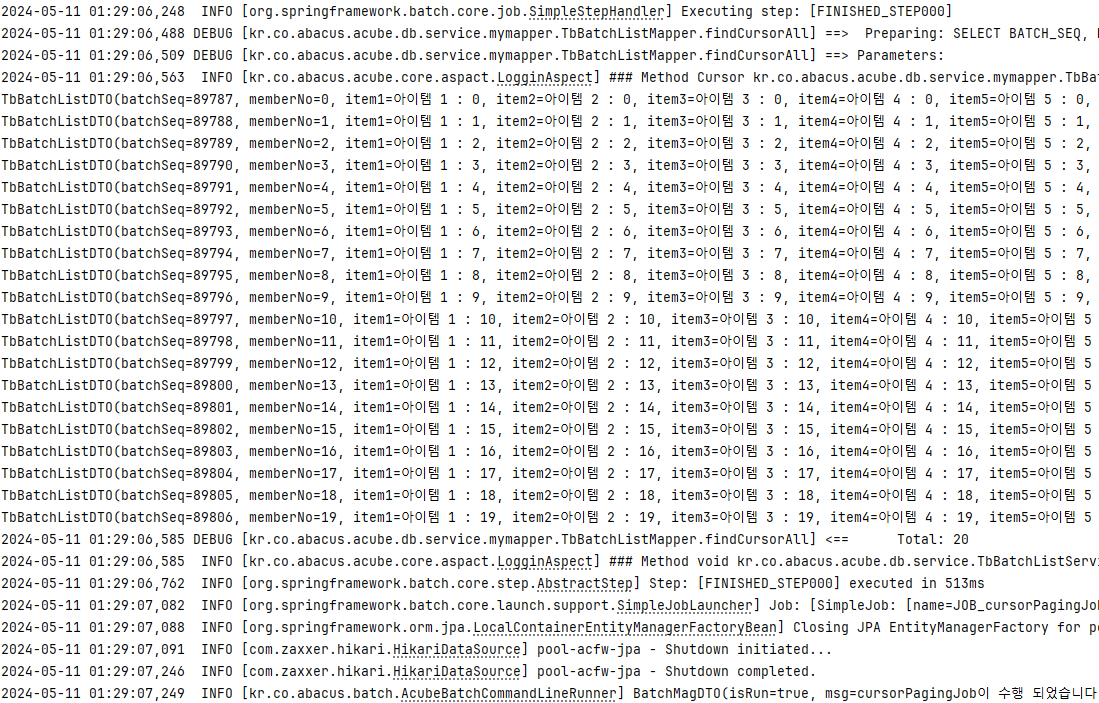 2024-05-11 01:29:06,248  INFO [org.springframework.batch.core.job.SimpleStepHandler] Executing step: [FINISHED_STEP000]
2024-05-11 01:29:06,488 DEBUG [kr.co.abacus.acube.db.service.mymapper.TbBatchListMapper.findCursorAll] ==>  Preparing: SELECT BATCH_SEQ,
2024-05-11 01:29:06,509 DEBUG [kr.co.abacus.acube.db.service.mymapper.TbBatchListMapper.findCursorAll] ==> Parameters:
2024-05-11 01:29:06,563  INFO [kr.co.abacus.acube.core.aspact.LogginAspect] ### Method Cursor kr.co.abacus.acube.db.service.mymapper.TbBat
TbBatchListDTO(batchSeq=89787, memberNo=0, item1=아이템 1 : 0, item2=아이템 2 : 0, item3=아이템 3 : 0, item4=아이템 4 : 0, item5=아이템 5 : 0,
TbBatchListDTO(batchSeq=89788, memberNo=1, item1=아이템 1 : 1, item2=아이템 2 : 1, item3=아이템 3 : 1, item4=아이템 4 : 1, item5=아이템 5 : 1,
TbBatchListDTO(batchSeq=89789, memberNo=2, item1=아이템 1 : 2, item2=아이템 2 : 2, item3=아이템 3 : 2, item4=아이템 4 : 2, item5=아이템 5 : 2,
TbBatchListDTO(batchSeq=89790, memberNo=3, item1=아이템 1 : 3, item2=아이템 2 : 3, item3=아이템 3 : 3, item4=아이템 4 : 3, item5=아이템 5 : 3,
TbBatchListDTO(batchSeq=89791, memberNo=4, item1=아이템 1 : 4, item2=아이템 2 : 4, item3=아이템 3 : 4, item4=아이템 4 : 4, item5=아이템 5 : 4,
TbBatchListDTO(batchSeq=89792, memberNo=5, item1=아이템 1 : 5, item2=아이템 2 : 5, item3=아이템 3 : 5, item4=아이템 4 : 5, item5=아이템 5 : 5,
TbBatchListDTO(batchSeq=89793, memberNo=6, item1=아이템 1 : 6, item2=아이템 2 : 6, item3=아이템 3 : 6, item4=아이템 4 : 6, item5=아이템 5 : 6,
TbBatchListDTO(batchSeq=89794, memberNo=7, item1=아이템 1 : 7, item2=아이템 2 : 7, item3=아이템 3 : 7, item4=아이템 4 : 7, item5=아이템 5 : 7,
TbBatchListDTO(batchSeq=89795, memberNo=8, item1=아이템 1 : 8, item2=아이템 2 : 8, item3=아이템 3 : 8, item4=아이템 4 : 8, item5=아이템 5 : 8,
TbBatchListDTO(batchSeq=89796, memberNo=9, item1=아이템 1 : 9, item2=아이템 2 : 9, item3=아이템 3 : 9, item4=아이템 4 : 9, item5=아이템 5 : 9,
TbBatchListDTO(batchSeq=89797, memberNo=10, item1=아이템 1 : 10, item2=아이템 2 : 10, item3=아이템 3 : 10, item4=아이템 4 : 10, item5=아이템 5
TbBatchListDTO(batchSeq=89798, memberNo=11, item1=아이템 1 : 11, item2=아이템 2 : 11, item3=아이템 3 : 11, item4=아이템 4 : 11, item5=아이템 5
TbBatchListDTO(batchSeq=89799, memberNo=12, item1=아이템 1 : 12, item2=아이템 2 : 12, item3=아이템 3 : 12, item4=아이템 4 : 12, item5=아이템 5
TbBatchListDTO(batchSeq=89800, memberNo=13, item1=아이템 1 : 13, item2=아이템 2 : 13, item3=아이템 3 : 13, item4=아이템 4 : 13, item5=아이템 5
TbBatchListDTO(batchSeq=89801, memberNo=14, item1=아이템 1 : 14, item2=아이템 2 : 14, item3=아이템 3 : 14, item4=아이템 4 : 14, item5=아이템 5
TbBatchListDTO(batchSeq=89802, memberNo=15, item1=아이템 1 : 15, item2=아이템 2 : 15, item3=아이템 3 : 15, item4=아이템 4 : 15, item5=아이템 5
TbBatchListDTO(batchSeq=89803, memberNo=16, item1=아이템 1 : 16, item2=아이템 2 : 16, item3=아이템 3 : 16, item4=아이템 4 : 16, item5=아이템 5
TbBatchListDTO(batchSeq=89804, memberNo=17, item1=아이템 1 : 17, item2=아이템 2 : 17, item3=아이템 3 : 17, item4=아이템 4 : 17, item5=아이템 5
TbBatchListDTO(batchSeq=89805, memberNo=18, item1=아이템 1 : 18, item2=아이템 2 : 18, item3=아이템 3 : 18, item4=아이템 4 : 18, item5=아이템 5
TbBatchListDTO(batchSeq=89806, memberNo=19, item1=아이템 1 : 19, item2=아이템 2 : 19, item3=아이템 3 : 19, item4=아이템 4 : 19, item5=아이템 5
2024-05-11 01:29:06,585 DEBUG [kr.co.abacus.acube.db.service.mymapper.TbBatchListMapper.findCursorAll] <==      Total: 20
2024-05-11 01:29:06,585  INFO [kr.co.abacus.acube.core.aspact.LogginAspect] ### Method void kr.co.abacus.acube.db.service.TbBatchListServi
2024-05-11 01:29:06,762  INFO [org.springframework.batch.core.step.AbstractStep] Step: [FINISHED_STEP000] executed in 513ms
2024-05-11 01:29:07,082  INFO [org.springframework.batch.core.launch.support.SimpleJobLauncher] Job: [SimpleJob: [name=JOB_cursorPagingJo
2024-05-11 01:29:07,088  INFO [org.springframework.orm.jpa.LocalContainerEntityManagerFactoryBean] Closing JPA EntityManagerFactory for pe
2024-05-11 01:29:07,091  INFO [com.zaxxer.hikari.HikariDataSource] pool-acfw-jpa - Shutdown initiated...
2024-05-11 01:29:07,246  INFO [com.zaxxer.hikari.HikariDataSource] pool-acfw-jpa - Shutdown completed.
2024-05-11 01:29:07,249  INFO [kr.co.abacus.batch.AcubeBatchCommandLineRunner] BatchMagDTO(isRun=true, msg=cursorPagingJob이 수행 되었습니다